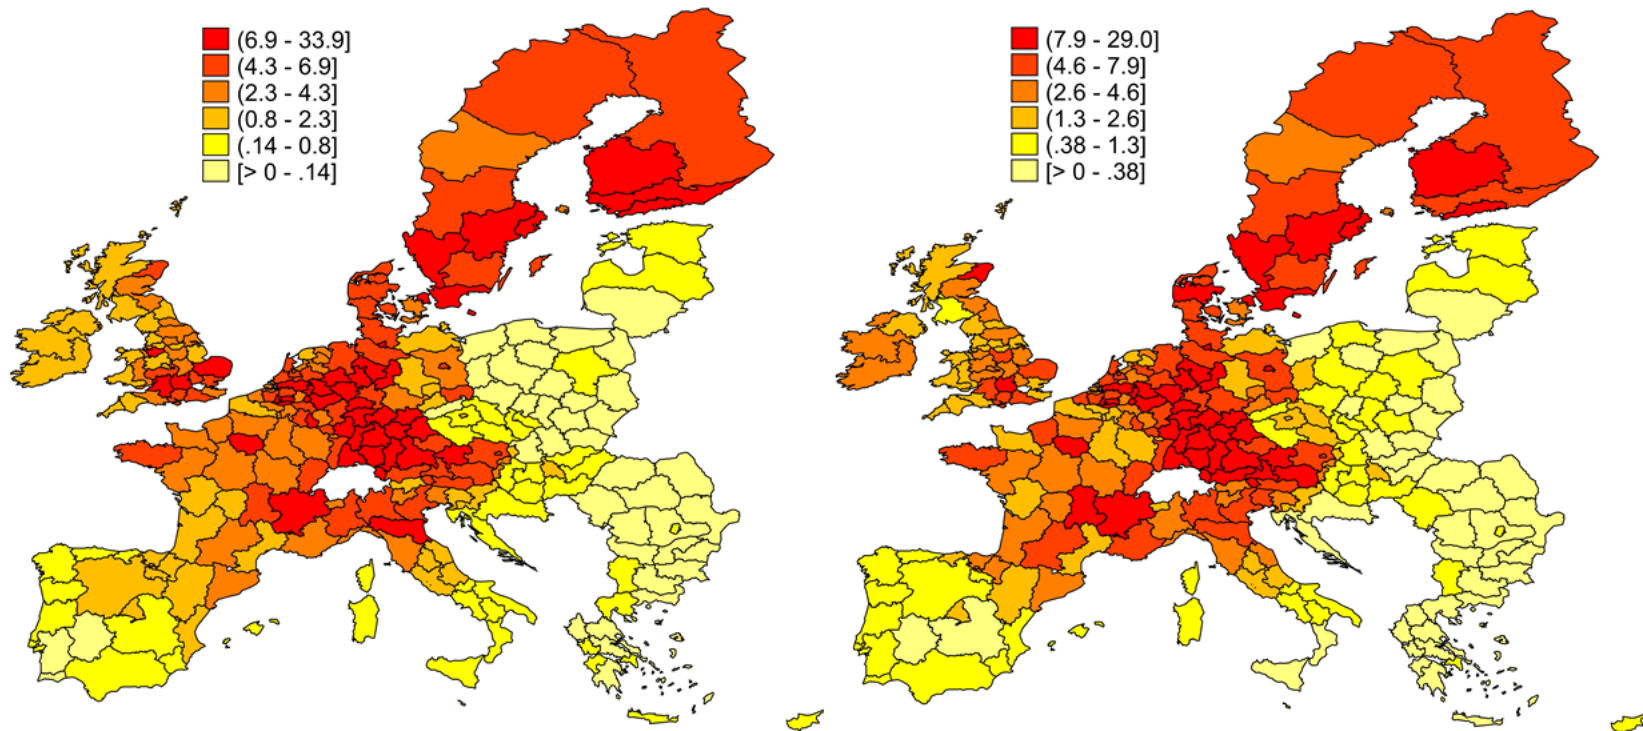 (6.9 - 33.9]
(4.3 - 6.9]
(2.3 - 4.3]
(0.8 - 2.3]
(.14 - 0.8]
[> 0 - .14]
(7.9 - 29.0]
(4.6 - 7.9]
(2.6 - 4.6]
(1.3 - 2.6]
(.38 - 1.3]
[> 0 - .38]